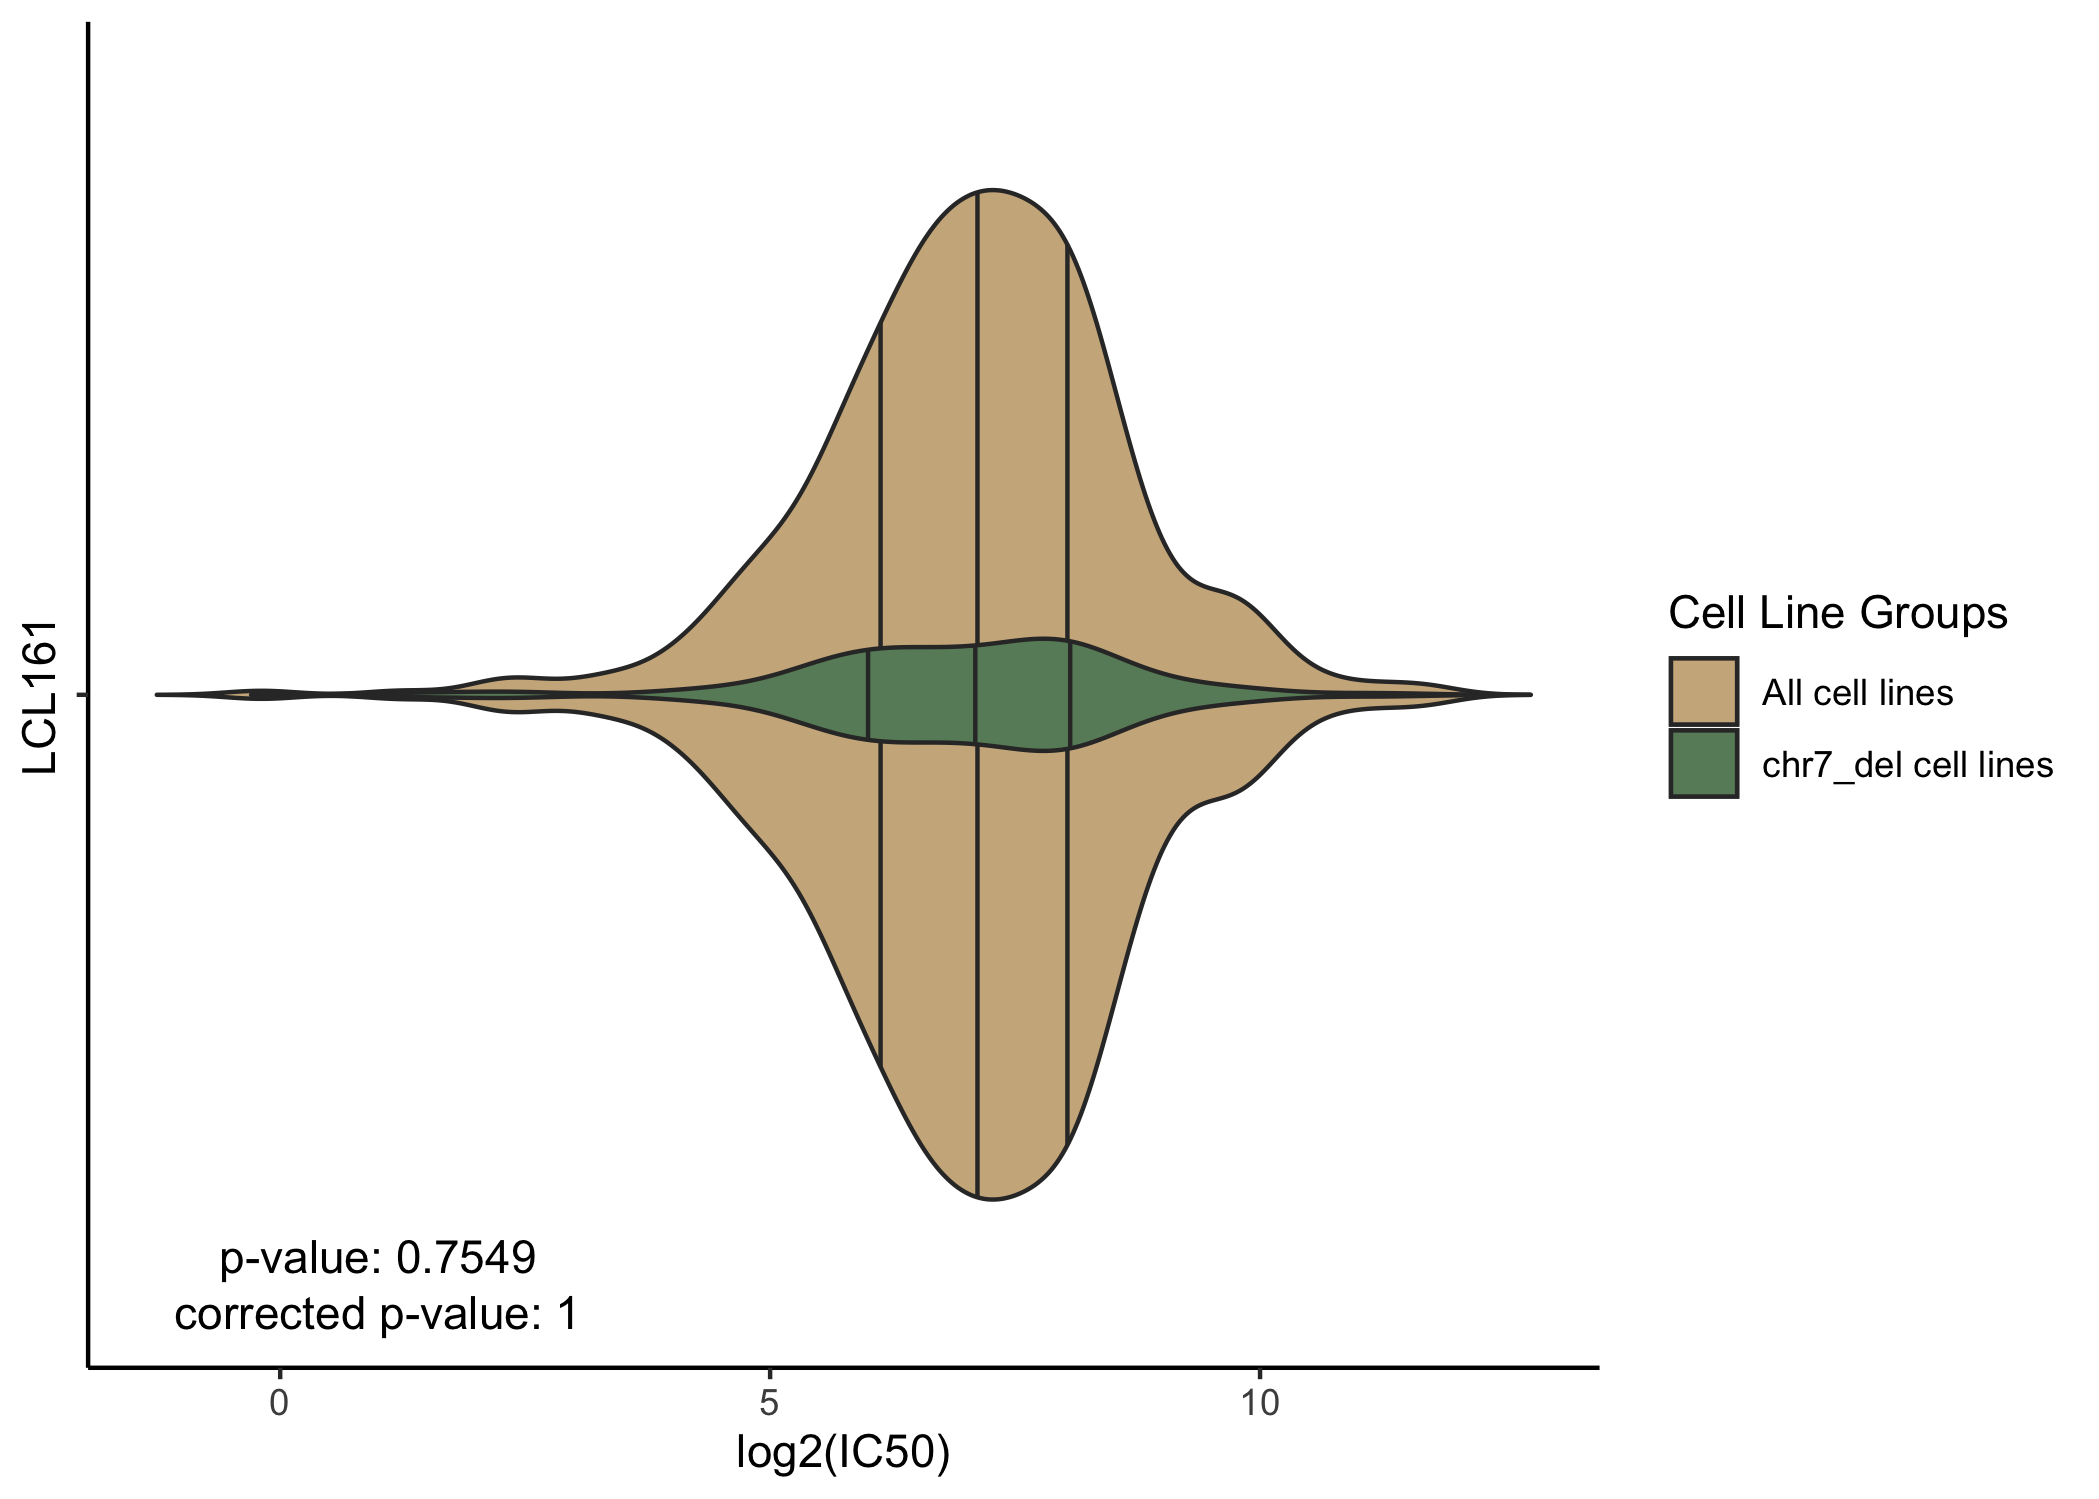 LCL161
p-value: 0.7549
corrected p-value: 1
0
5
10
log2(IC50)
Cell Line Groups
All cell lines
chr7_del cell lines